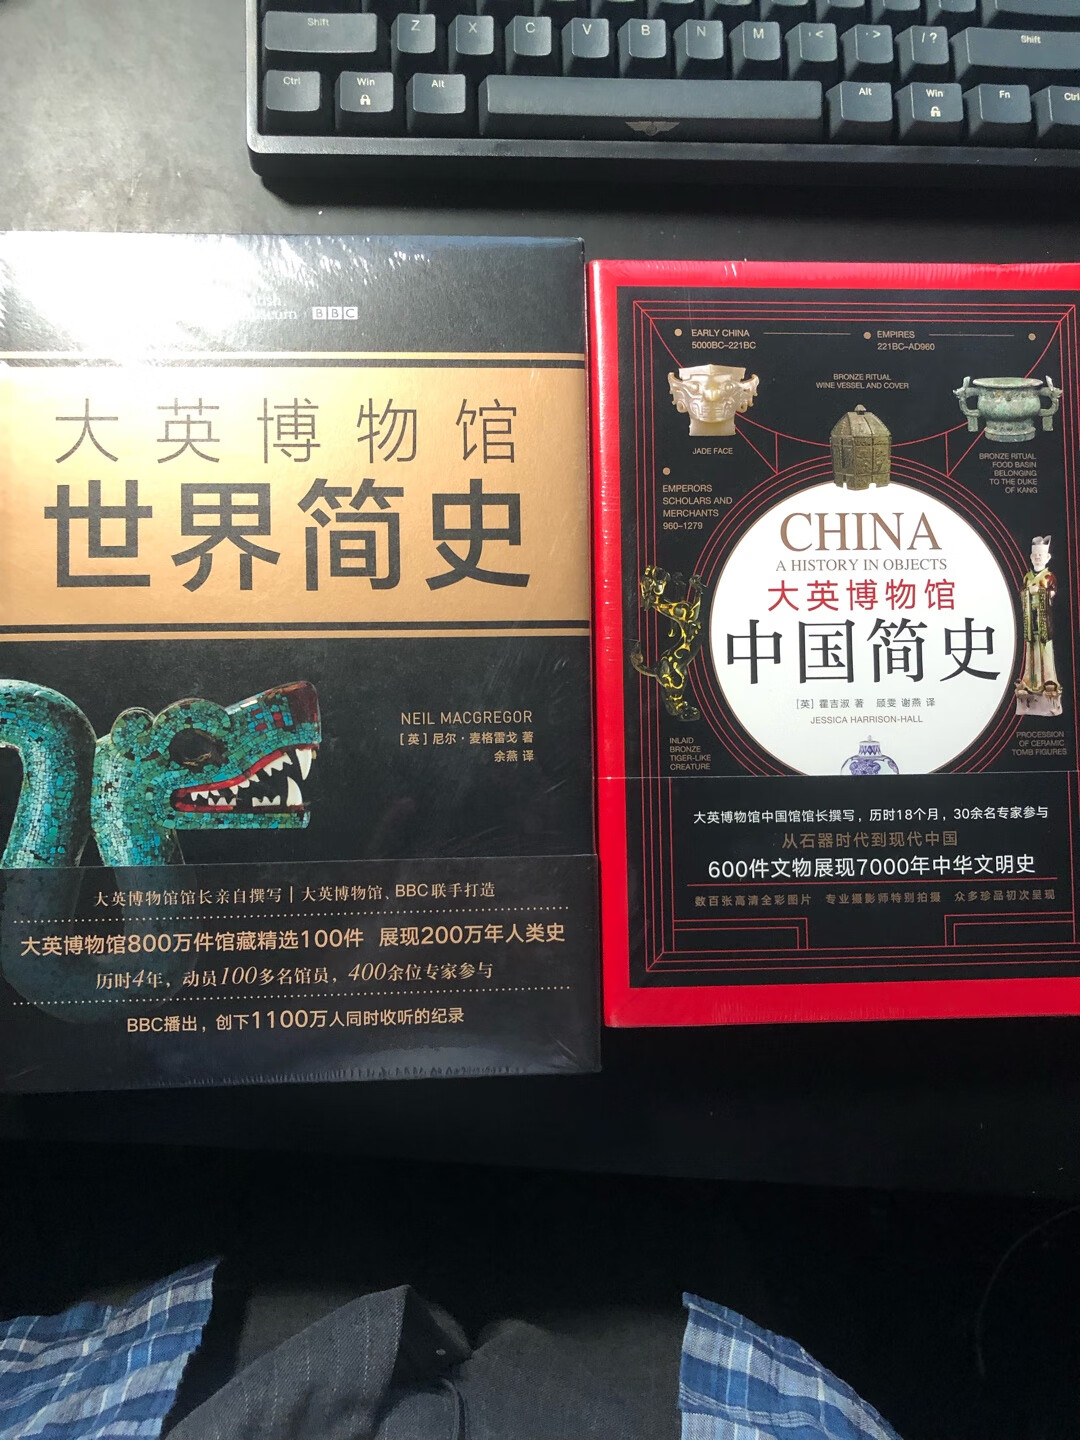 Shift Z X C V B N M < > / ? Shift
Ctrl Win Alt Alt Win Fn Ctrl
BBC
大英博物馆
世界简史
NEIL MACGREGOR
[英]尼尔·麦格雷戈 著
余燕 译
大英博物馆馆长亲自撰写|大英博物馆、BBC联手打造
大英博物馆800万件馆藏精选100件 展现200万年人类史
历时4年，动员100多名馆员，400余位专家参与
BBC播出，创下1100万人同时收听的纪录
EARLY CHINA
5000BC–221BC
EMPIRES
221BC–AD960
BRONZE RITUAL
WINE VESSEL AND COVER
JADE FACE
BRONZE RITUAL
FOOD BASIN
BELONGING
TO THE DUKE
OF KANG
EMPERORS
SCHOLARS AND
MERCHANTS
960–1279
CHINA
A HISTORY IN OBJECTS
大英博物馆
中国简史
[英]霍吉淑 著 顾雯 谢燕 译
JESSICA HARRISON-HALL
INLAID
BRONZE
TIGER-LIKE
CREATURE
PROCESSION
OF CERAMIC
TOMB FIGURES
大英博物馆中国馆馆长撰写，历时18个月，30余名专家参与
从石器时代到现代中国
600件文物展现7000年中华文明史
数百张高清全彩图片 专业摄影师特别拍摄 众多珍品初次呈现